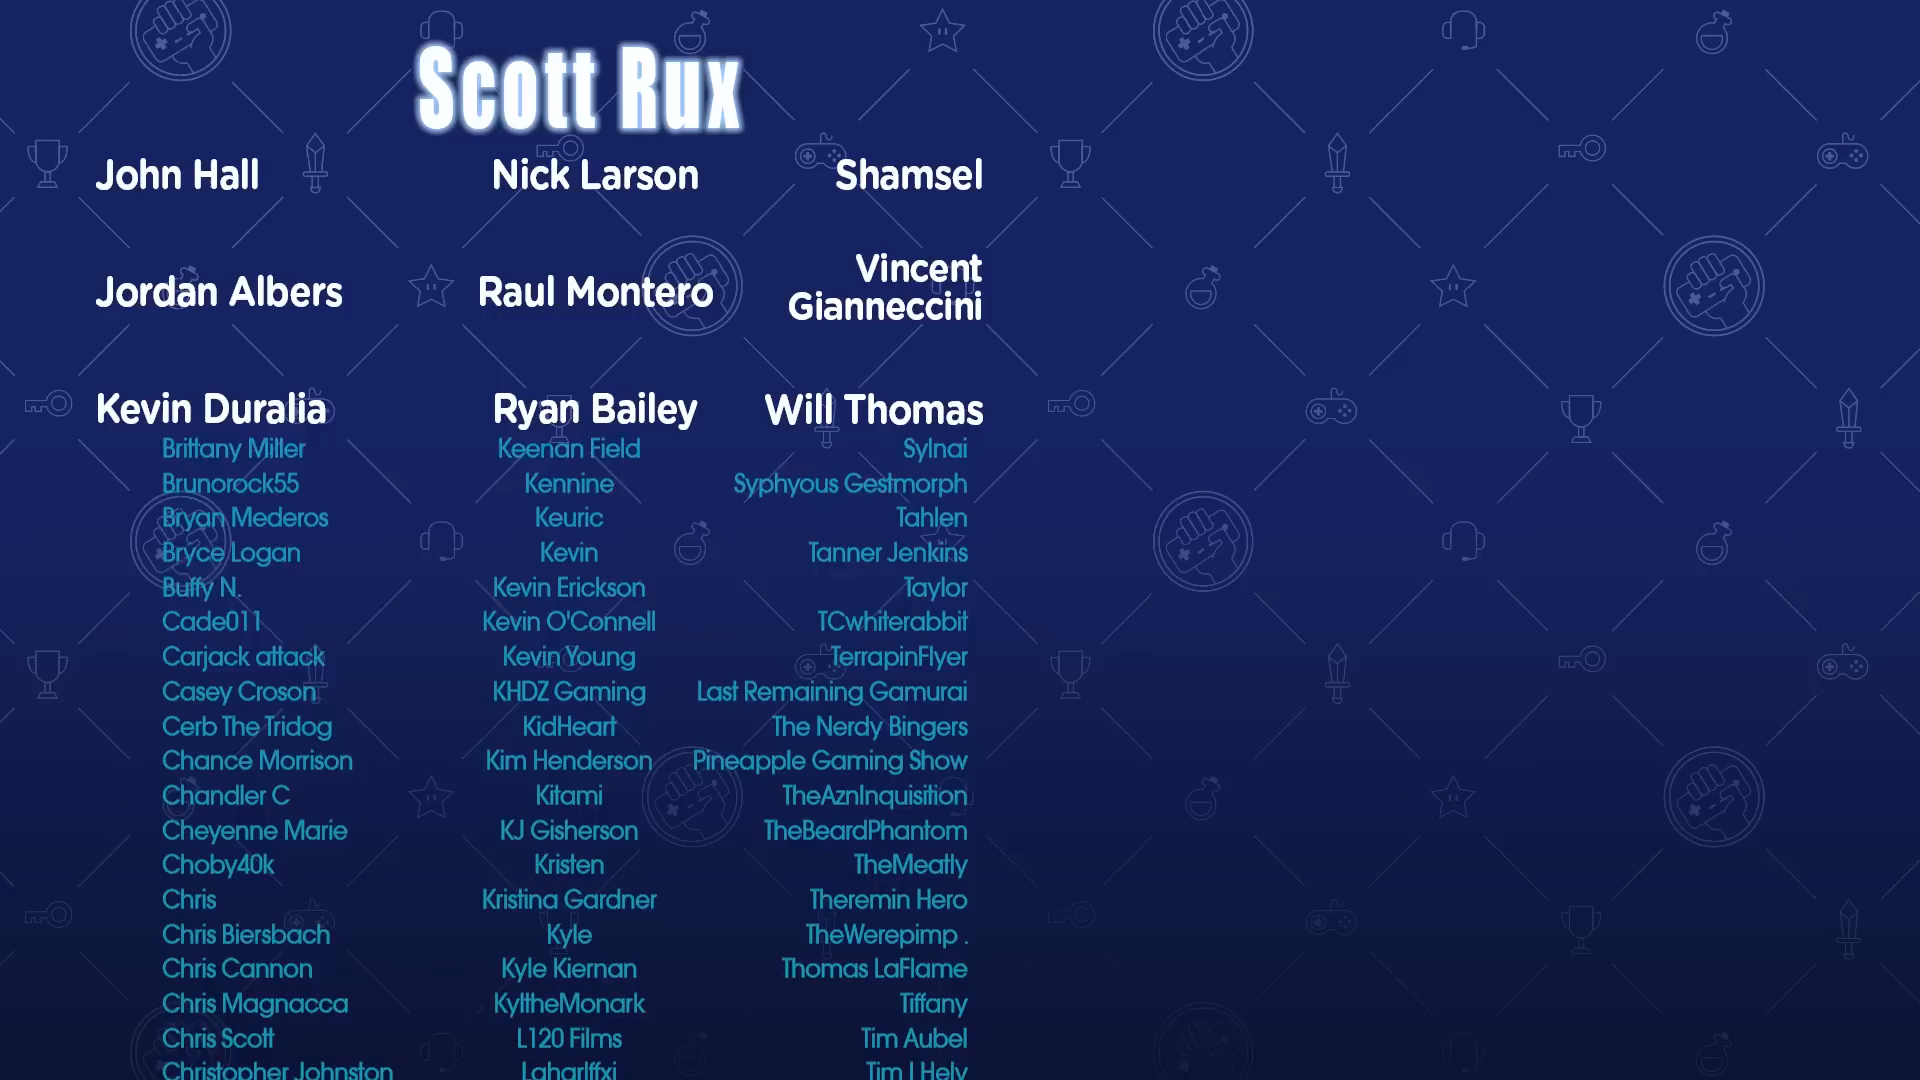 Scott Rux
John Hall Nick Larson Shamsel
Jordan Albers Raul Montero Vincent
Gianneccini
Kevin Duralia Ryan Bailey Will Thomas
Brittany Miller Keenan Field Sylnai
Brunorock55 Kennine Syphyous Gestmorph
Bryan Mederos Keuric Tahlen
Bryce Logan Kevin Tanner Jenkins
Buffy N. Kevin Erickson Taylor
Cade011 Kevin O'Connell TCwhiterabbit
Carjack attack Kevin Young TerrapinFlyer
Casey Croson KHDZ Gaming Last Remaining Gamurai
Cerb The Tridog KidHeart The Nerdy Bingers
Chance Morrison Kim Henderson Pineapple Gaming Show
Chandler C Kitami TheAznInquisition
Cheyenne Marie KJ Gisherson TheBeardPhantom
Choby40k Kristen TheMeatly
Chris Kristina Gardner Theremin Hero
Chris Biersbach Kyle TheWerepimp .
Chris Cannon Kyle Kiernan Thomas LaFlame
Chris Magnacca KyltheMonark Tiffany
Chris Scott L120 Films Tim Aubel
Christopher Johnston Laharlffxi Tim J Hely